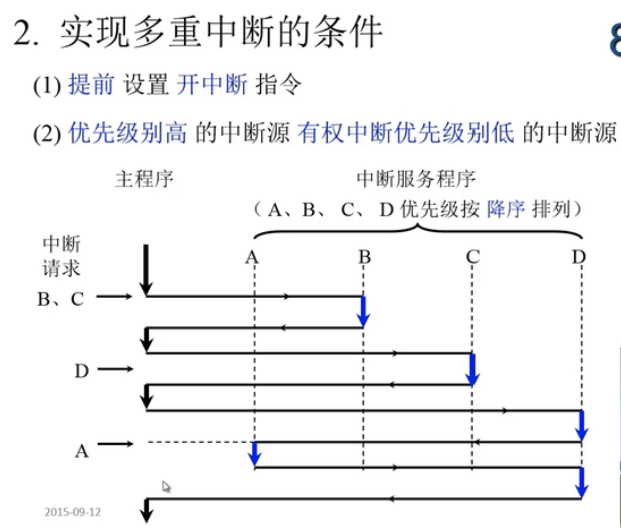 2. 实现多重中断的条件
(1) 提前 设置 开中断 指令
(2) 优先级别高 的中断源 有权中断优先级别低 的中断源
主程序 中断服务程序
（ A、B、 C、 D 优先级按 降序 排列）
中断
请求
A B C D
B、C
D
A
2015-09-12